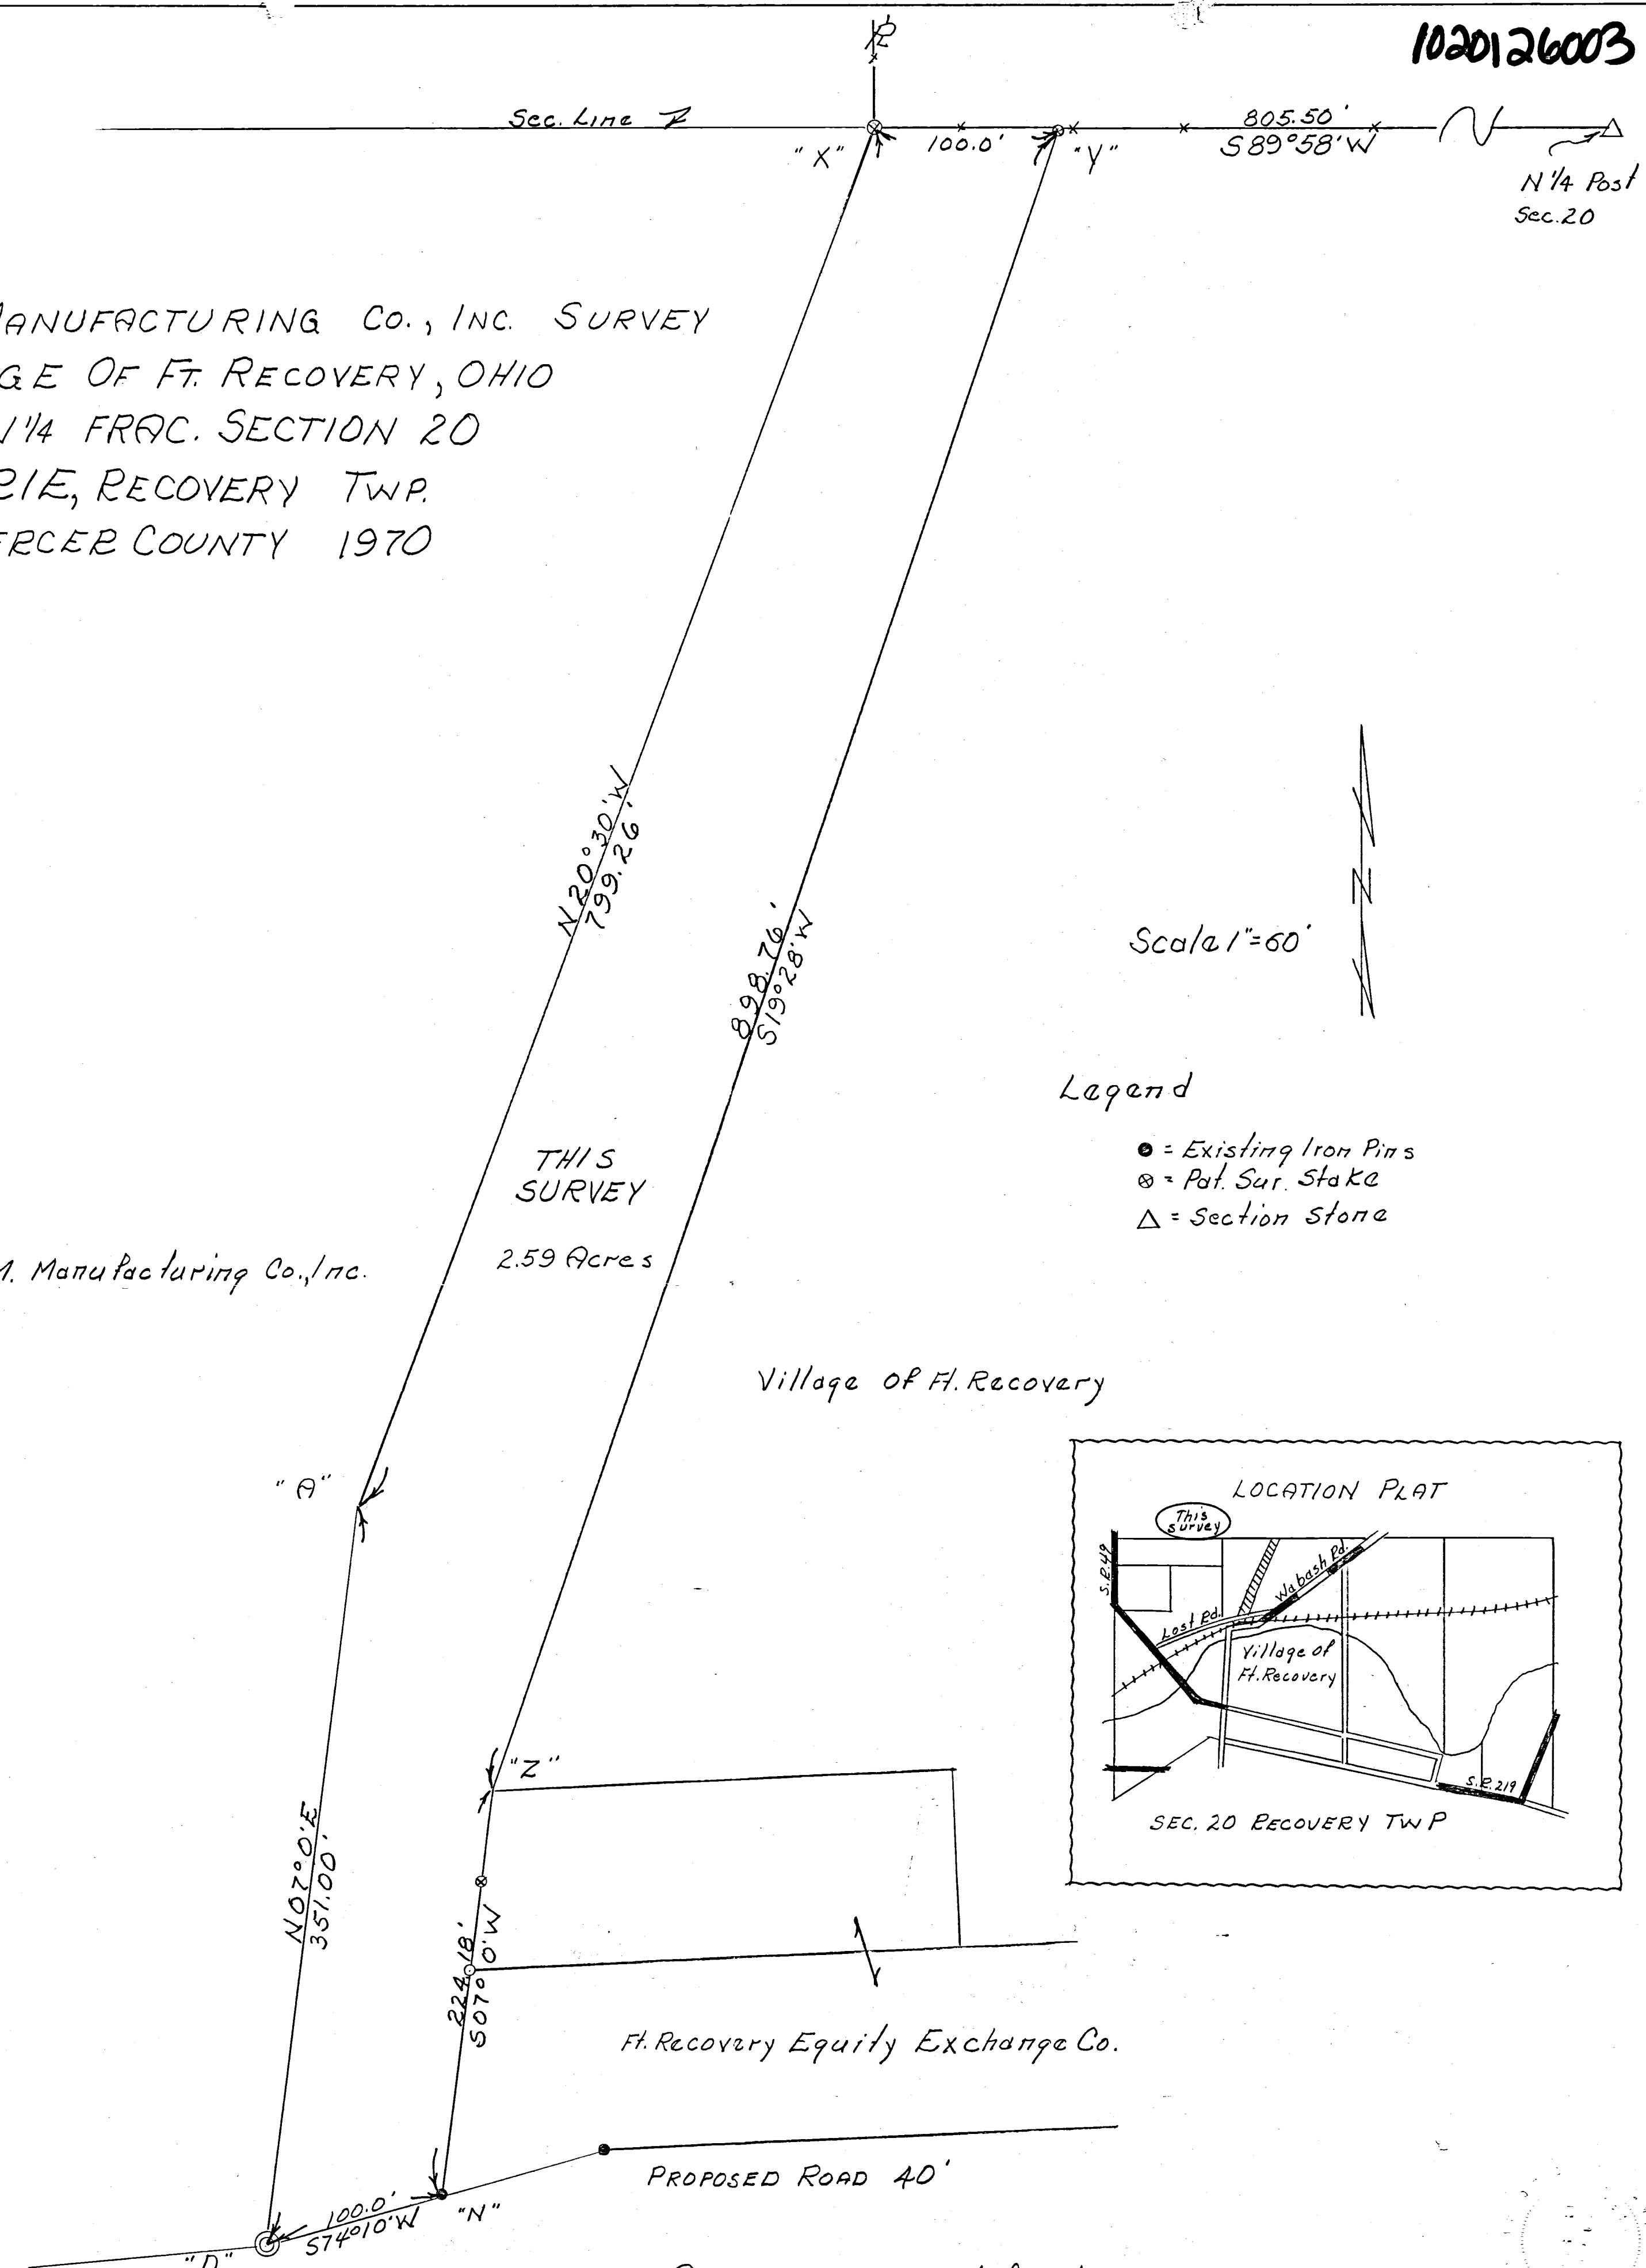 1020126003
Sec. Line
"X"
100.0'
"Y"
805.50'
S89°58'W
N 1/4 Post
Sec. 20
MANUFACTURING Co., INC. SURVEY
GE OF FT. RECOVERY, OHIO
1/4 FRAC. SECTION 20
R1E, RECOVERY TWP.
ERCER COUNTY 1970
N20°30'W
799.26'
898.76'
S19°28'W
Scale 1"=60'
N
Legend
= Existing Iron Pins
= Pat. Sur. Stake
= Section Stone
THIS
SURVEY
2.59 Acres
M. Manufacturing Co., Inc.
Village Of Ft. Recovery
"A"
LOCATION PLAT
This
survey
S.R. 49
Wabash Rd.
Lost Rd.
Village of
Ft. Recovery
S.R. 219
SEC. 20 RECOVERY TWP
"Z"
N07°0'E
351.00'
224.18'
S07°0'W
Ft. Recovery Equity Exchange Co.
PROPOSED ROAD 40'
100.0'
S74°10'W
"N"
"D"